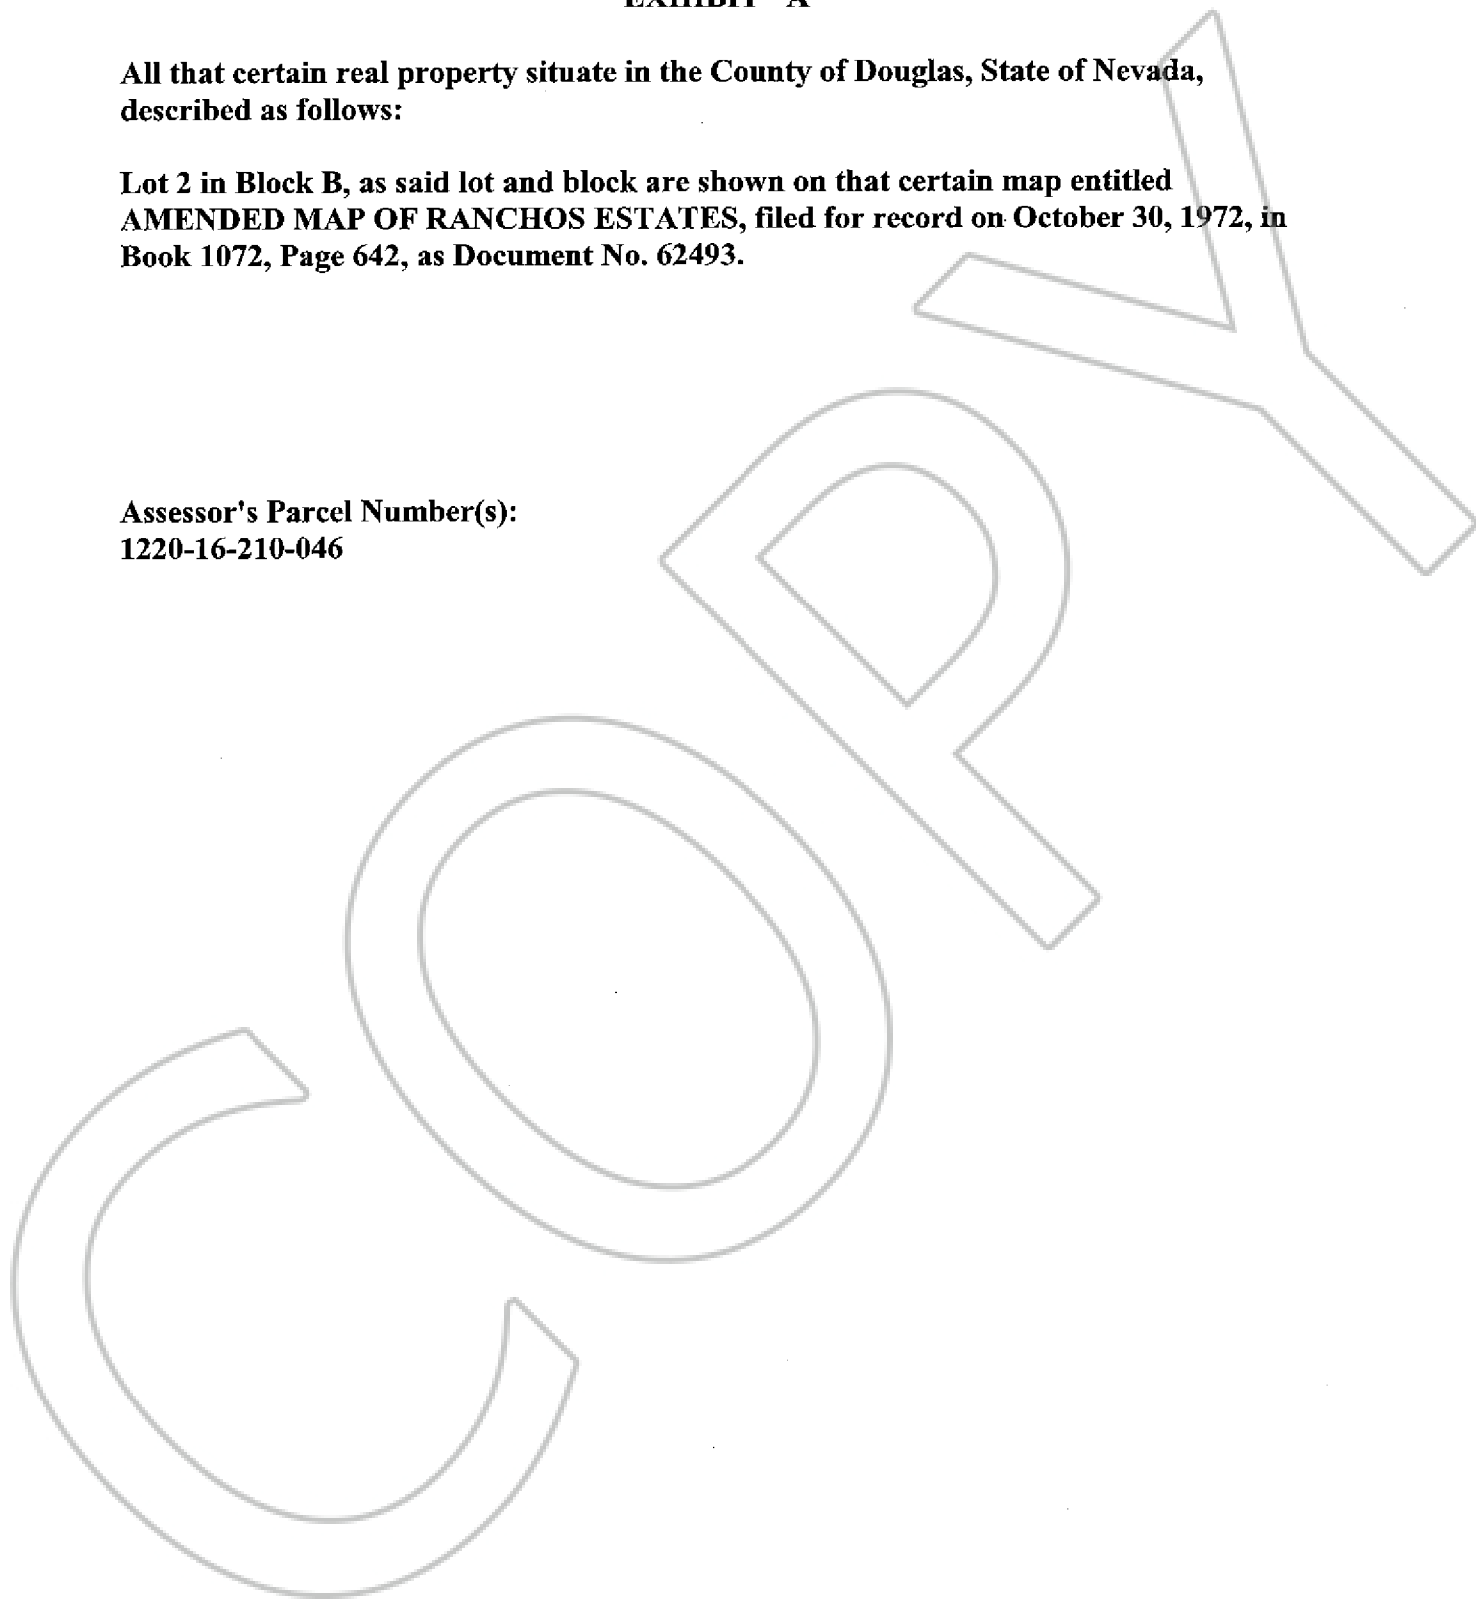 EXHIBIT "A"
All that certain real property situate in the County of Douglas, State of Nevada,
described as follows:
Lot 2 in Block B, as said lot and block are shown on that certain map entitled
AMENDED MAP OF RANCHOS ESTATES, filed for record on October 30, 1972, in
Book 1072, Page 642, as Document No. 62493.
Assessor's Parcel Number(s):
1220-16-210-046
COPY